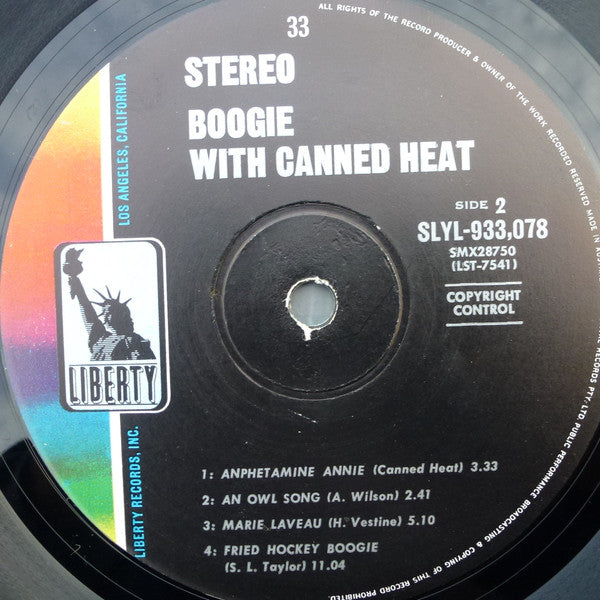 33
STEREO
BOOGIE
WITH CANNED HEAT
SIDE 2
SLYL-933,078
SMX28750
(LST-7541)
COPYRIGHT
CONTROL
LIBERTY
1: ANPHETAMINE ANNIE (Canned Heat) 3.33
2: AN OWL SONG (A. Wilson) 2.41
3: MARIE LAVEAU (H. Vestine) 5.10
4: FRIED HOCKEY BOOGIE
(S. L. Taylor) 11.04
LIBERTY RECORDS, INC.
LOS ANGELES, CALIFORNIA
ALL RIGHTS OF THE RECORD PRODUCER & OWNER OF THE WORK RECORDED RESERVED MADE IN
RECORDS PTY. LTD PUBLIC PERFORMANCE BROADCASTING & COPYING OF THIS RECORD PROHIBITED